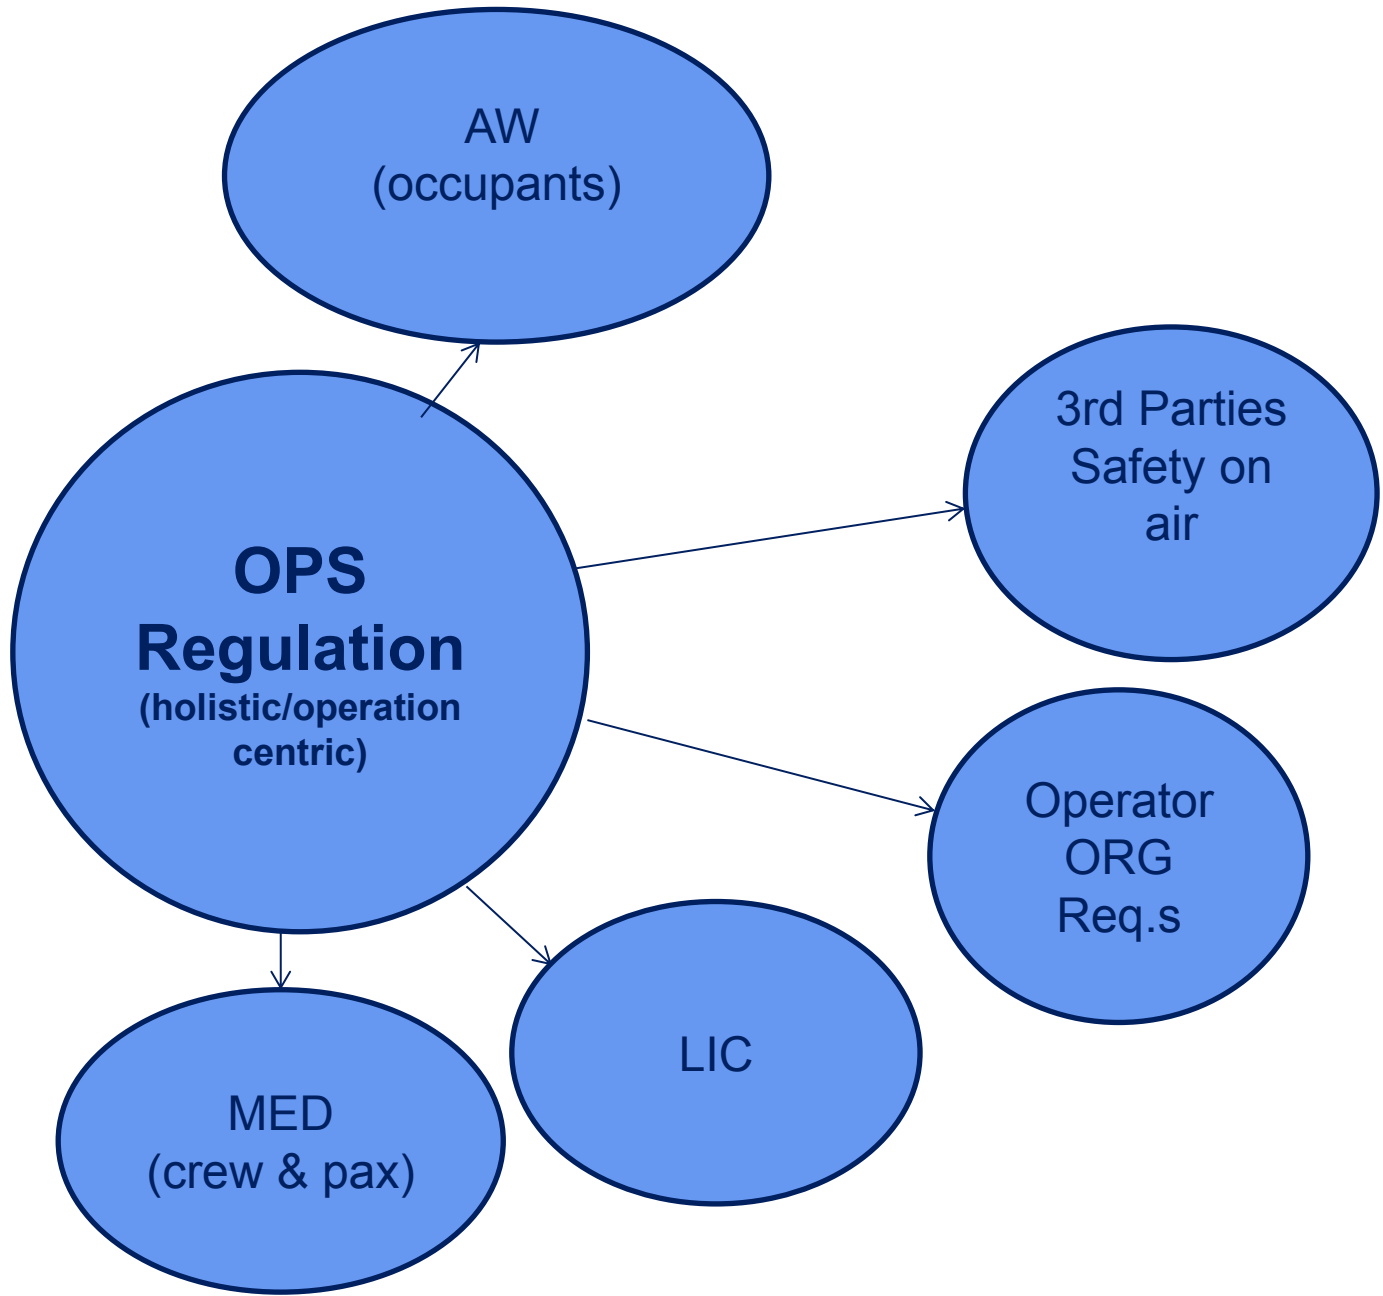 AW
(occupants)
3rd Parties
Safety on
air
OPS
Regulation
(holistic/operation
centric)
Operator
ORG
Req.s
LIC
MED
(crew & pax)